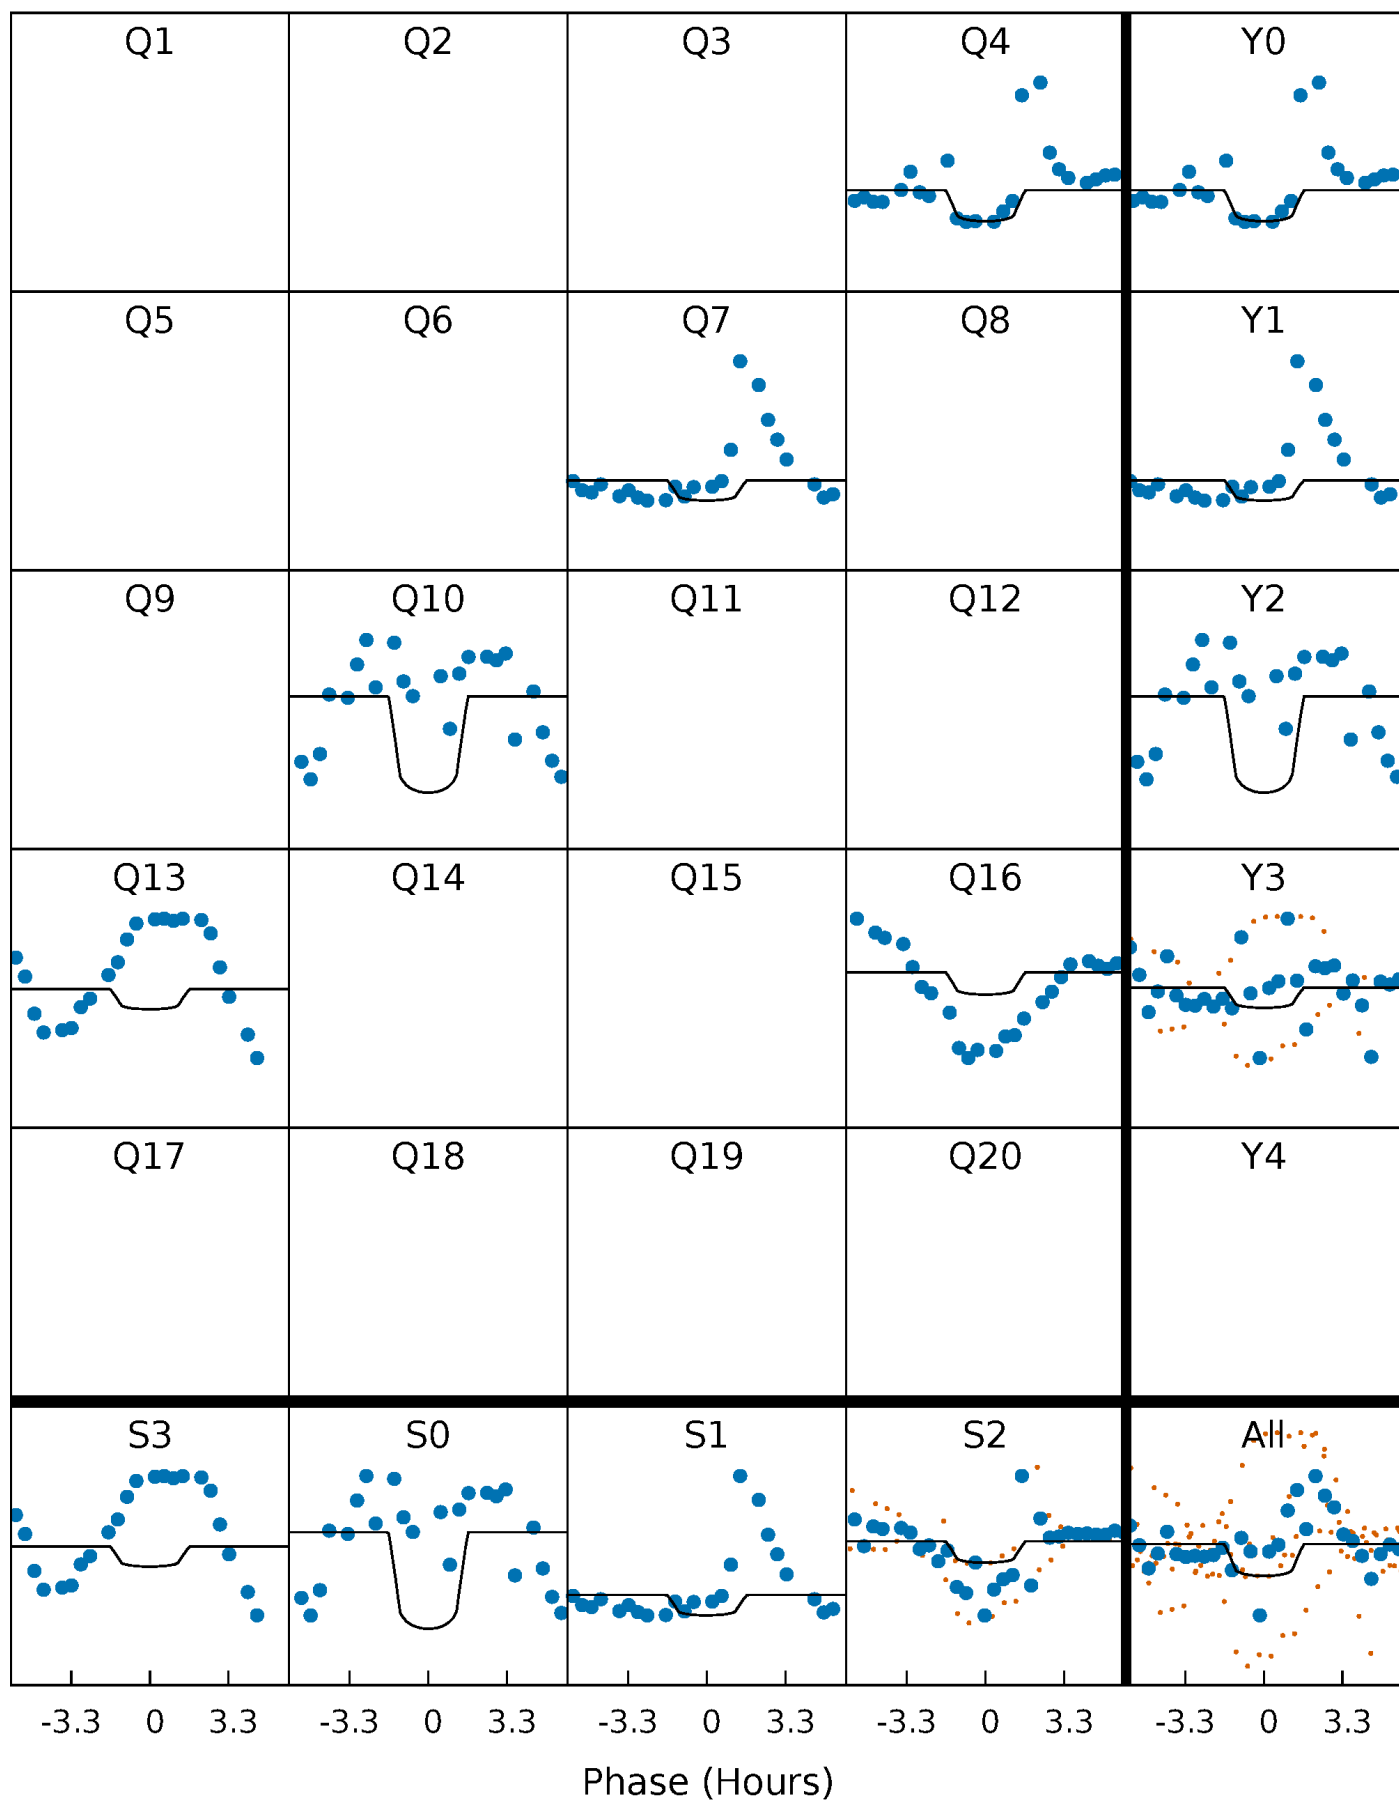 Q1 Q2 Q3 Q4 Y0
Q5 Q6 Q7 Q8 Y1
Q9 Q10 Q11 Q12 Y2
Q13 Q14 Q15 Q16 Y3
Q17 Q18 Q19 Q20 Y4
S3 S0 S1 S2 All
-3.3 0 3.3 -3.3 0 3.3 -3.3 0 3.3 -3.3 0 3.3 -3.3 0 3.3
Phase (Hours)